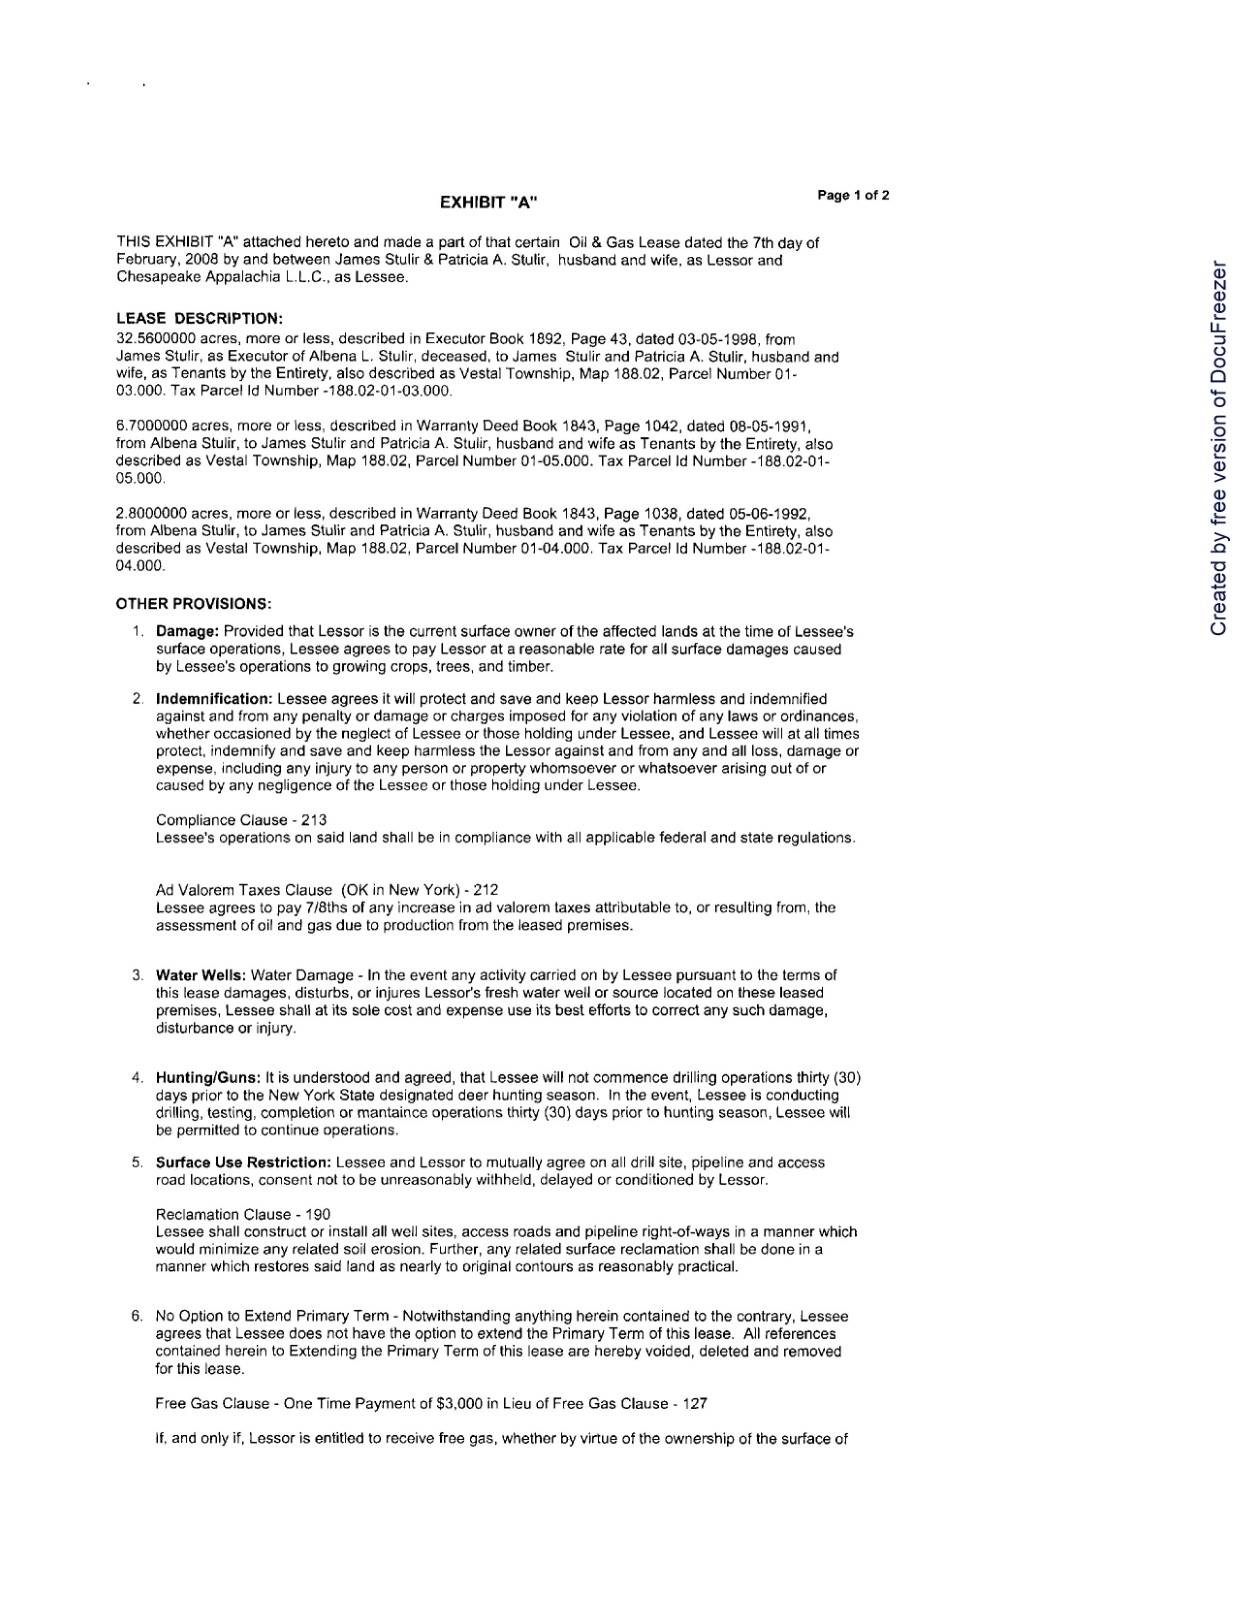 EXHIBIT "A"
Page 1 of 2
THIS EXHIBIT "A" attached hereto and made a part of that certain Oil & Gas Lease dated the 7th day of
February, 2008 by and between James Stulir & Patricia A. Stulir, husband and wife, as Lessor and
Chesapeake Appalachia L.L.C., as Lessee.
LEASE DESCRIPTION:
32.5600000 acres, more or less, described in Executor Book 1892, Page 43, dated 03-05-1998, from
James Stulir, as Executor of Albena L. Stulir, deceased, to James Stulir and Patricia A. Stulir, husband and
wife, as Tenants by the Entirety, also described as Vestal Township, Map 188.02, Parcel Number 01-
03.000. Tax Parcel Id Number -188.02-01-03.000.
6.7000000 acres, more or less, described in Warranty Deed Book 1843, Page 1042, dated 08-05-1991,
from Albena Stulir, to James Stulir and Patricia A. Stulir, husband and wife as Tenants by the Entirety, also
described as Vestal Township, Map 188.02, Parcel Number 01-05.000. Tax Parcel Id Number -188.02-01-
05.000.
2.8000000 acres, more or less, described in Warranty Deed Book 1843, Page 1038, dated 05-06-1992,
from Albena Stulir, to James Stulir and Patricia A. Stulir, husband and wife as Tenants by the Entirety, also
described as Vestal Township, Map 188.02, Parcel Number 01-04.000. Tax Parcel Id Number -188.02-01-
04.000.
OTHER PROVISIONS:
1. Damage: Provided that Lessor is the current surface owner of the affected lands at the time of Lessee's
surface operations, Lessee agrees to pay Lessor at a reasonable rate for all surface damages caused
by Lessee's operations to growing crops, trees, and timber.
2. Indemnification: Lessee agrees it will protect and save and keep Lessor harmless and indemnified
against and from any penalty or damage or charges imposed for any violation of any laws or ordinances,
whether occasioned by the neglect of Lessee or those holding under Lessee, and Lessee will at all times
protect, indemnify and save and keep harmless the Lessor against and from any and all loss, damage or
expense, including any injury to any person or property whomsoever or whatsoever arising out of or
caused by any negligence of the Lessee or those holding under Lessee.
Compliance Clause - 213
Lessee's operations on said land shall be in compliance with all applicable federal and state regulations.
Ad Valorem Taxes Clause (OK in New York) - 212
Lessee agrees to pay 7/8ths of any increase in ad valorem taxes attributable to, or resulting from, the
assessment of oil and gas due to production from the leased premises.
3. Water Wells: Water Damage - In the event any activity carried on by Lessee pursuant to the terms of
this lease damages, disturbs, or injures Lessor's fresh water well or source located on these leased
premises, Lessee shall at its sole cost and expense use its best efforts to correct any such damage,
disturbance or injury.
4. Hunting/Guns: It is understood and agreed, that Lessee will not commence drilling operations thirty (30)
days prior to the New York State designated deer hunting season. In the event, Lessee is conducting
drilling, testing, completion or mantaince operations thirty (30) days prior to hunting season, Lessee will
be permitted to continue operations.
5. Surface Use Restriction: Lessee and Lessor to mutually agree on all drill site, pipeline and access
road locations, consent not to be unreasonably withheld, delayed or conditioned by Lessor.
Reclamation Clause - 190
Lessee shall construct or install all well sites, access roads and pipeline right-of-ways in a manner which
would minimize any related soil erosion. Further, any related surface reclamation shall be done in a
manner which restores said land as nearly to original contours as reasonably practical.
6. No Option to Extend Primary Term - Notwithstanding anything herein contained to the contrary, Lessee
agrees that Lessee does not have the option to extend the Primary Term of this lease. All references
contained herein to Extending the Primary Term of this lease are hereby voided, deleted and removed
for this lease.
Free Gas Clause - One Time Payment of $3,000 in Lieu of Free Gas Clause - 127
If, and only if, Lessor is entitled to receive free gas, whether by virtue of the ownership of the surface of
Created by free version of DocuFreezer